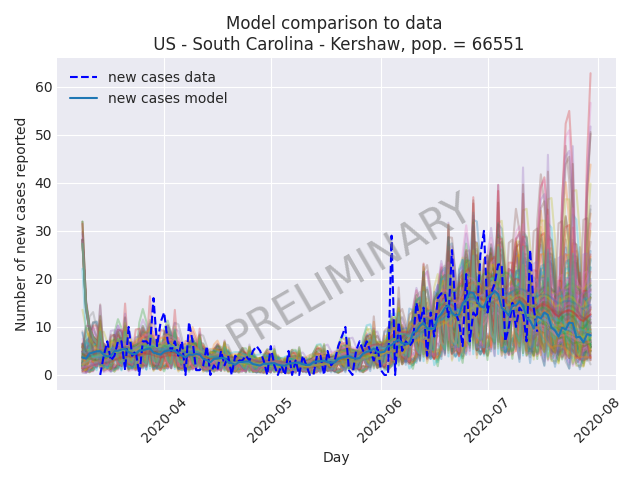 Model comparison to data
US - South Carolina - Kershaw, pop. = 66551
new cases data
new cases model
60
50
40
30
20
10
0
Number of new cases reported
PRELIMINARY
2020-04
2020-05
2020-06
2020-07
2020-08
Day